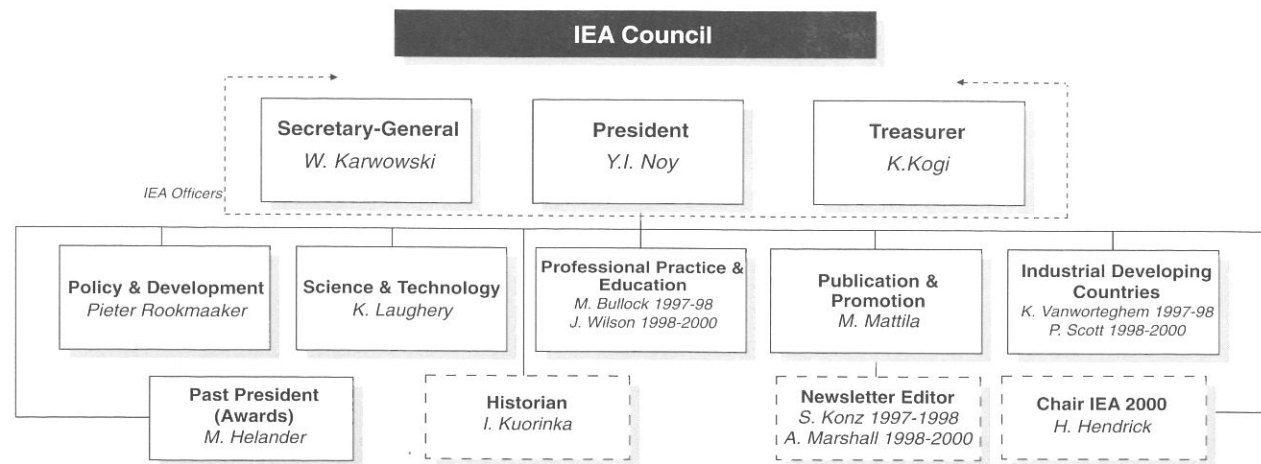 IEA Council
Secretary-General
W. Karwowski
President
Y.I. Noy
Treasurer
K.Kogi
IEA Officers
Policy & Development
Pieter Rookmaaker
Science & Technology
K. Laughery
Professional Practice &
Education
M. Bullock 1997-98
J. Wilson 1998-2000
Publication &
Promotion
M. Mattila
Industrial Developing
Countries
K. Vanworteghem 1997-98
P. Scott 1998-2000
Past President
(Awards)
M. Helander
Historian
I. Kuorinka
Newsletter Editor
S. Konz 1997-1998
A. Marshall 1998-2000
Chair IEA 2000
H. Hendrick